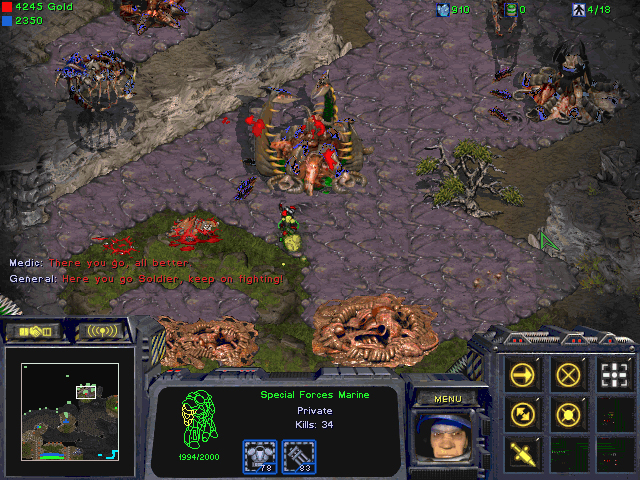 4245 Gold
2350
910
0
4/18
Medic: There you go, all better
General: Here you go Soldier, keep on fighting!
Special Forces Marine
Private
Kills: 34
1994/2000
78
83
MENU